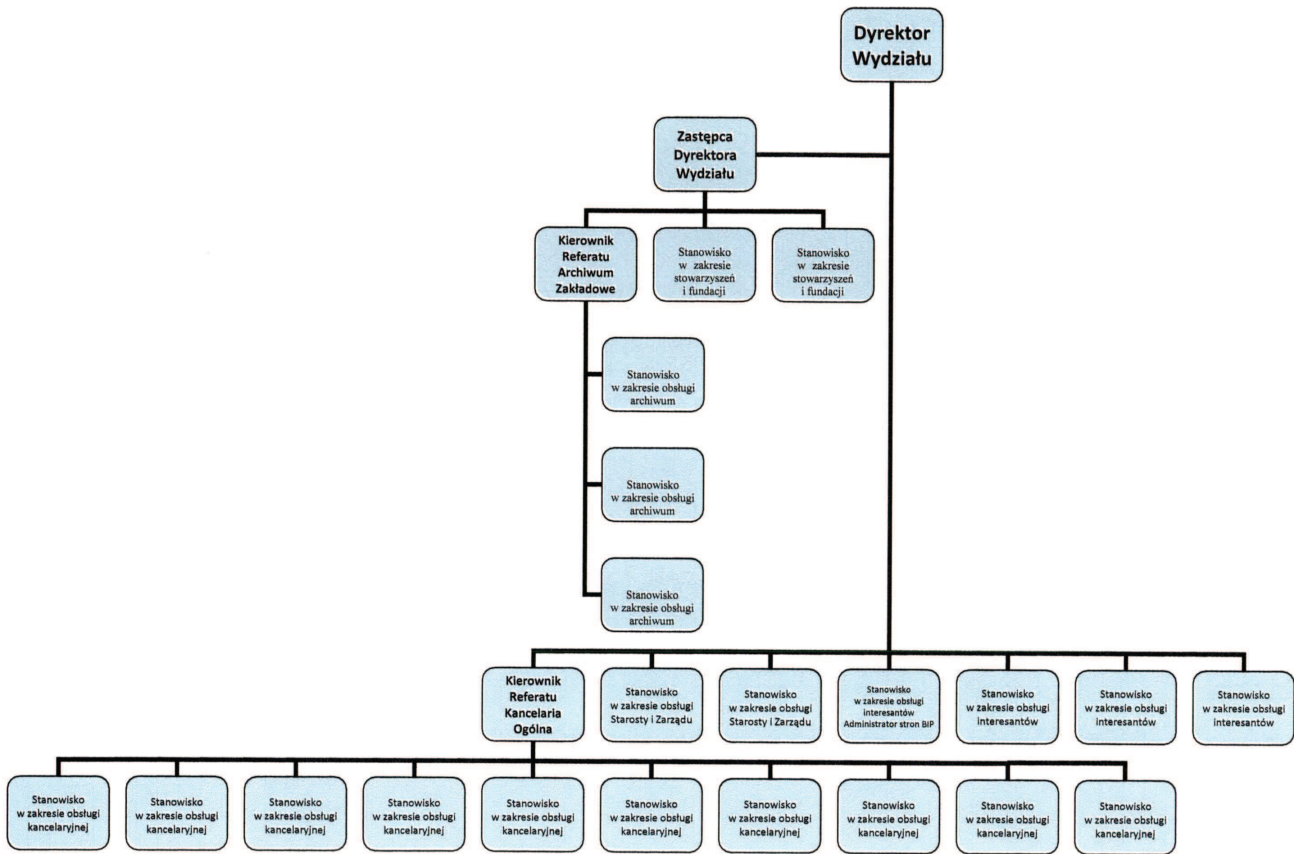 Dyrektor
Wydziału
Zastępca
Dyrektora
Wydziału
Kierownik
Referatu
Archiwum
Zakładowe
Stanowisko
w zakresie
stowarzyszeń
i fundacji
Stanowisko
w zakresie
stowarzyszeń
i fundacji
Stanowisko
w zakresie obsługi
archiwum
Stanowisko
w zakresie obsługi
archiwum
Stanowisko
w zakresie obsługi
archiwum
Kierownik
Referatu
Kancelaria
Ogólna
Stanowisko
w zakresie obsługi
Starosty i Zarządu
Stanowisko
w zakresie obsługi
Starosty i Zarządu
Stanowisko
w zakresie obsługi
interesantów
Administrator stron BIP
Stanowisko
w zakresie obsługi
interesantów
Stanowisko
w zakresie obsługi
interesantów
Stanowisko
w zakresie obsługi
interesantów
Stanowisko
w zakresie obsługi
kancelaryjnej
Stanowisko
w zakresie obsługi
kancelaryjnej
Stanowisko
w zakresie obsługi
kancelaryjnej
Stanowisko
w zakresie obsługi
kancelaryjnej
Stanowisko
w zakresie obsługi
kancelaryjnej
Stanowisko
w zakresie obsługi
kancelaryjnej
Stanowisko
w zakresie obsługi
kancelaryjnej
Stanowisko
w zakresie obsługi
kancelaryjnej
Stanowisko
w zakresie obsługi
kancelaryjnej
Stanowisko
w zakresie obsługi
kancelaryjnej